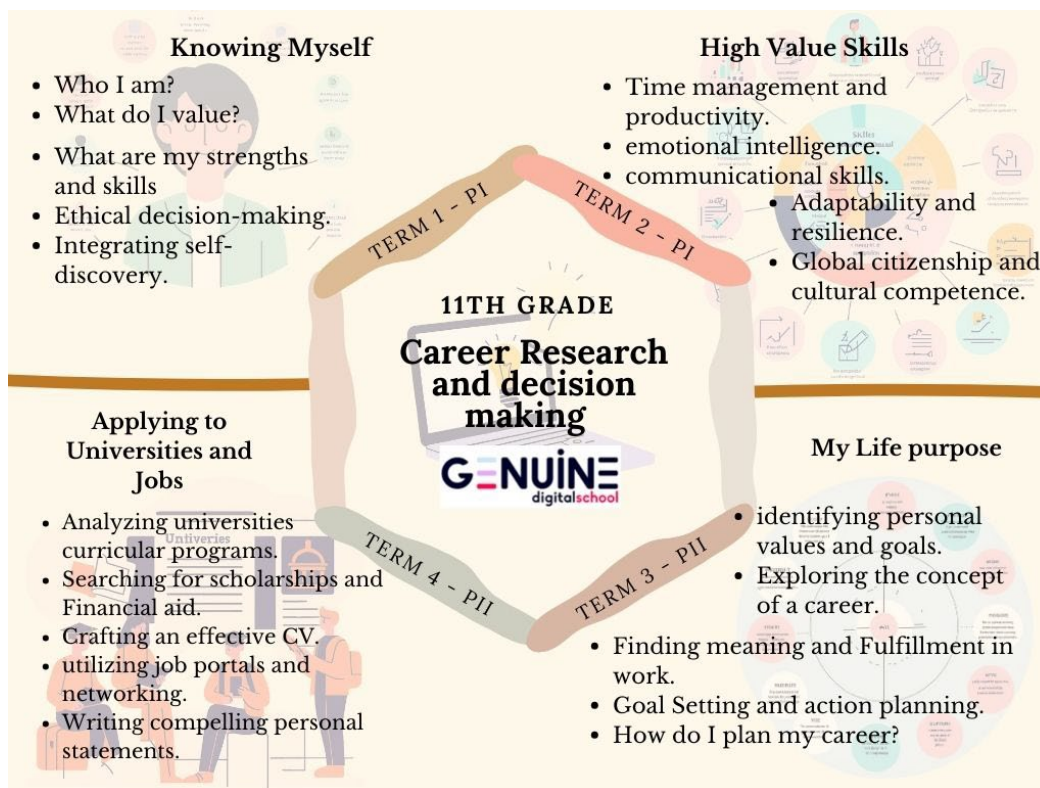 Knowing Myself
• Who I am?
• What do I value?
• What are my strengths
and skills
• Ethical decision-making.
• Integrating self-
discovery.
High Value Skills
• Time management and
productivity.
• emotional intelligence.
• communicational skills.
• Adaptability and
resilience.
• Global citizenship and
cultural competence.
TERM 1 - PI
TERM 2 - PI
11TH GRADE
Career Research
and decision
making
GENUINE
digitalschool
TERM 4 - PII
TERM 3 - PII
Applying to
Universities and
Jobs
Untiveries
• Analyzing universities
curricular programs.
• Searching for scholarships and
Financial aid.
• Crafting an effective CV.
• utilizing job portals and
networking.
• Writing compelling personal
statements.
My Life purpose
• identifying personal
values and goals.
• Exploring the concept
of a career.
• Finding meaning and Fulfillment in
work.
• Goal Setting and action planning.
• How do I plan my career?